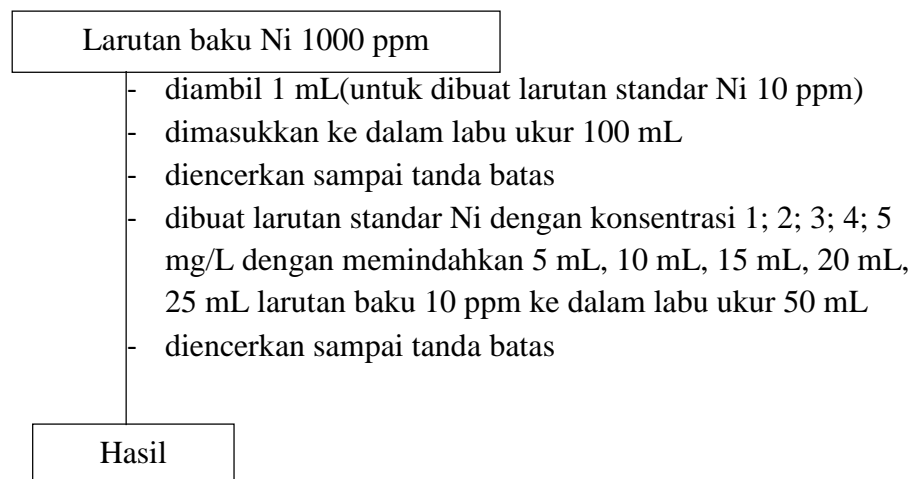 Larutan baku Ni 1000 ppm
- diambil 1 mL(untuk dibuat larutan standar Ni 10 ppm)
- dimasukkan ke dalam labu ukur 100 mL
- diencerkan sampai tanda batas
- dibuat larutan standar Ni dengan konsentrasi 1; 2; 3; 4; 5
mg/L dengan memindahkan 5 mL, 10 mL, 15 mL, 20 mL,
25 mL larutan baku 10 ppm ke dalam labu ukur 50 mL
- diencerkan sampai tanda batas
Hasil